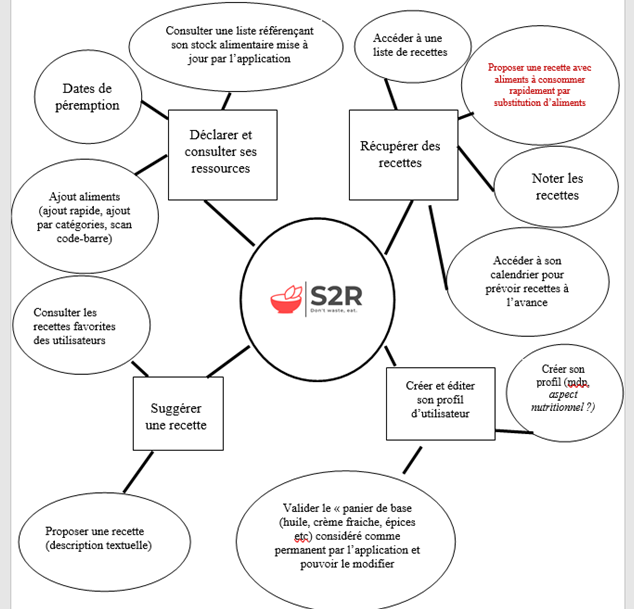 Consulter une liste référençant
son stock alimentaire mise à
jour par l'application
Accéder à une
liste de recettes
Proposer une recette avec
aliments à consommer
rapidement par
substitution d'aliments
Dates de
péremption
Déclarer et
consulter ses
ressources
Récupérer des
recettes
Noter les
recettes
Ajout aliments
(ajout rapide, ajout
par catégories, scan
code-barre)
Accéder à son
calendrier pour
prévoir recettes à
l'avance
S2R
Don't waste, eat.
Consulter les
recettes favorites
des utilisateurs
Créer son
profil (mdp,
aspect
nutritionnel ?)
Créer et éditer
son profil
d'utilisateur
Suggérer
une recette
Proposer une recette
(description textuelle)
Valider le « panier de base
(huile, crème fraiche, épices
etc) considéré comme
permanent par l'application et
pouvoir le modifier